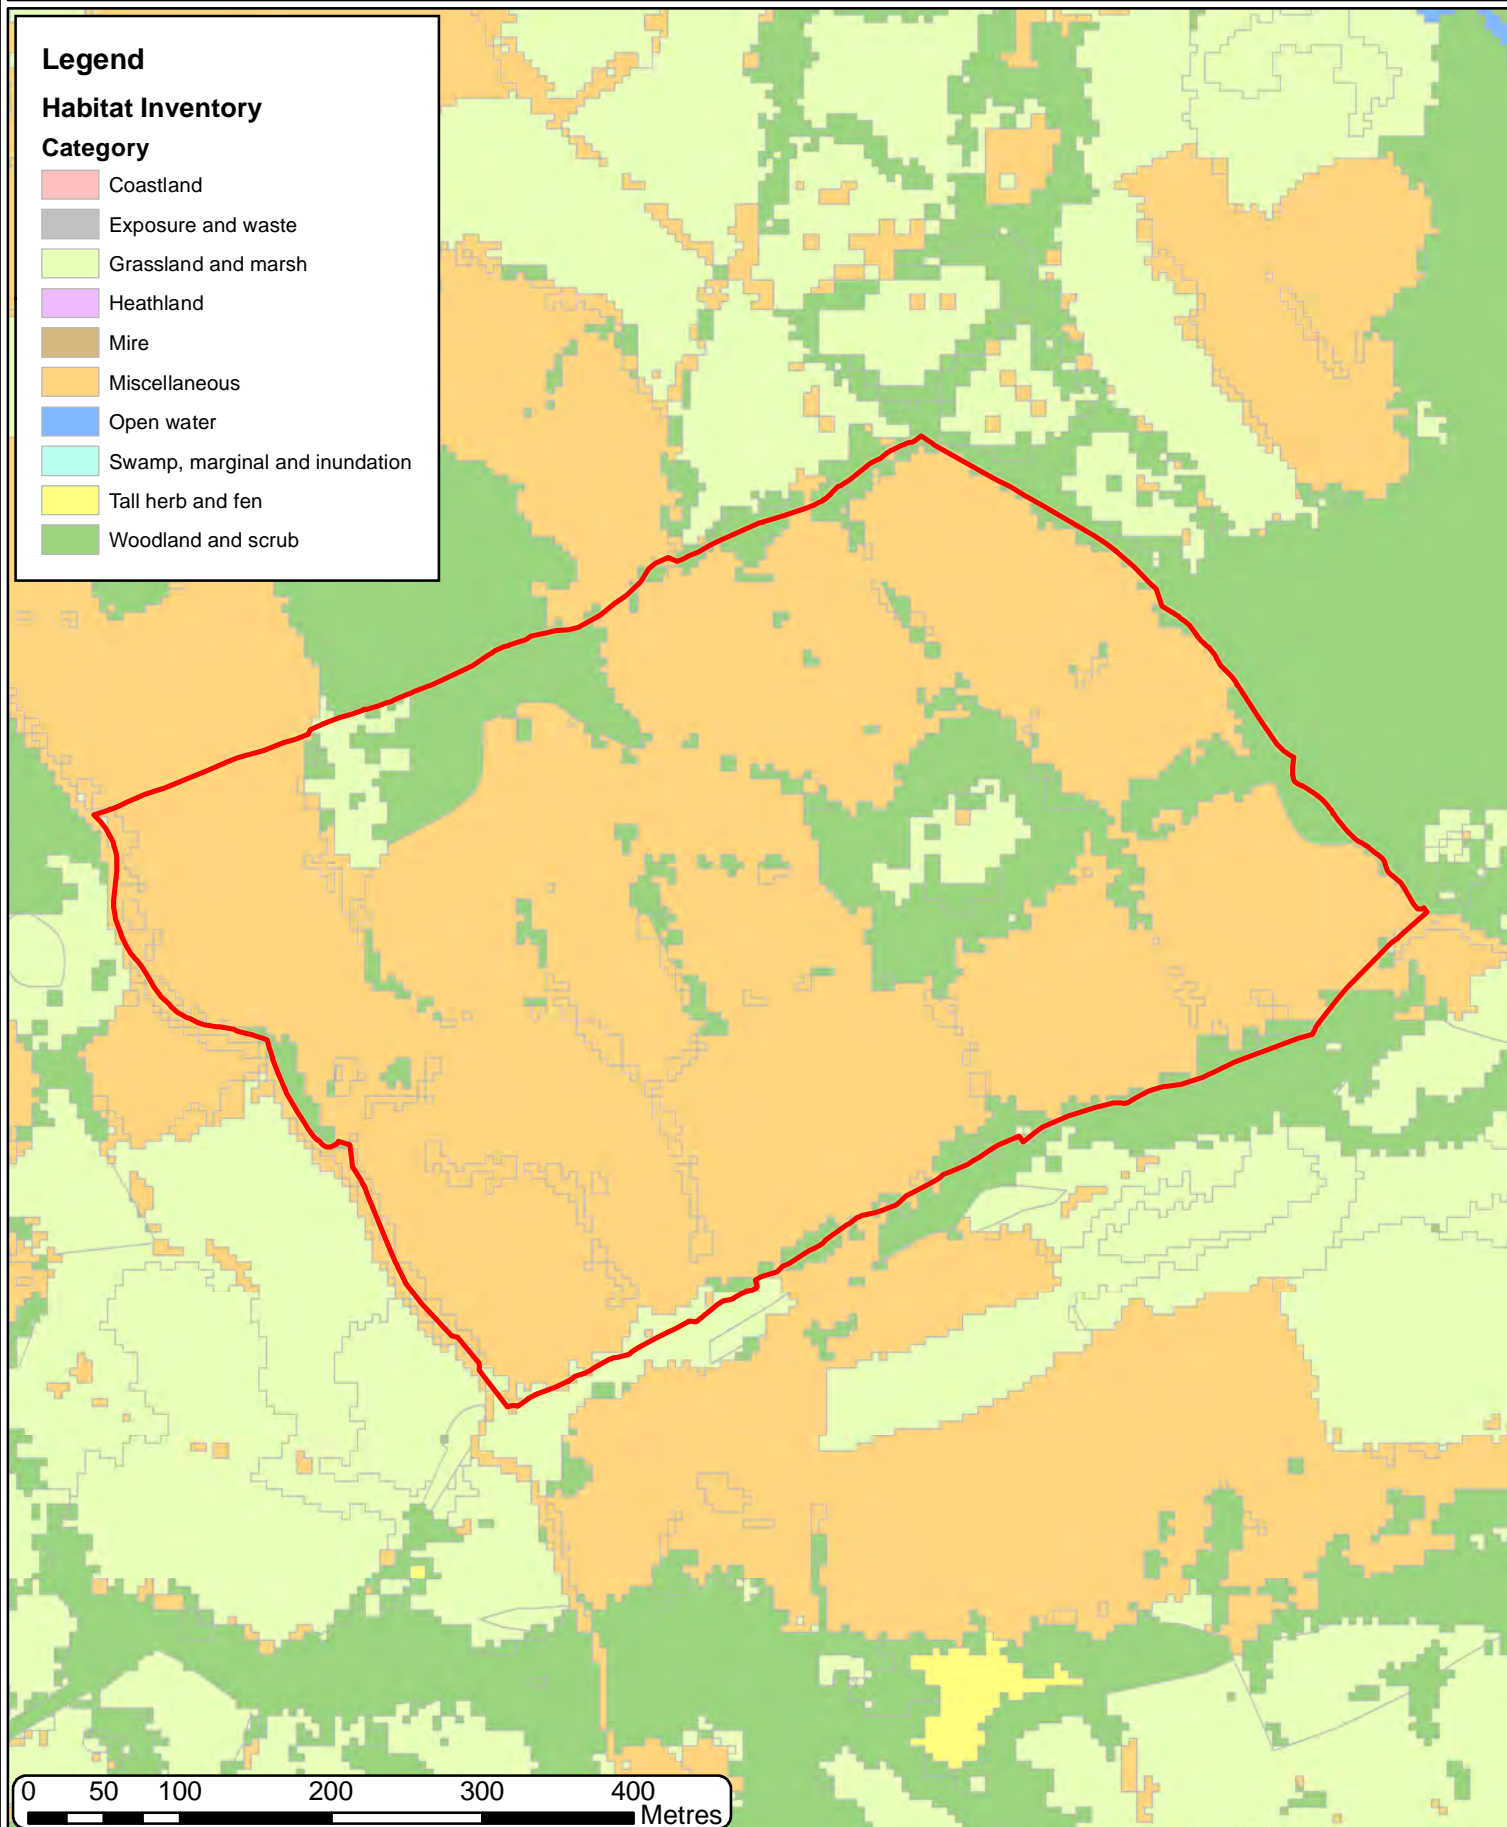 Legend
Habitat Inventory
Category
Coastland
Exposure and waste
Grassland and marsh
Heathland
Mire
Miscellaneous
Open water
Swamp, marginal and inundation
Tall herb and fen
Woodland and scrub
0 50 100 200 300 400
Metres